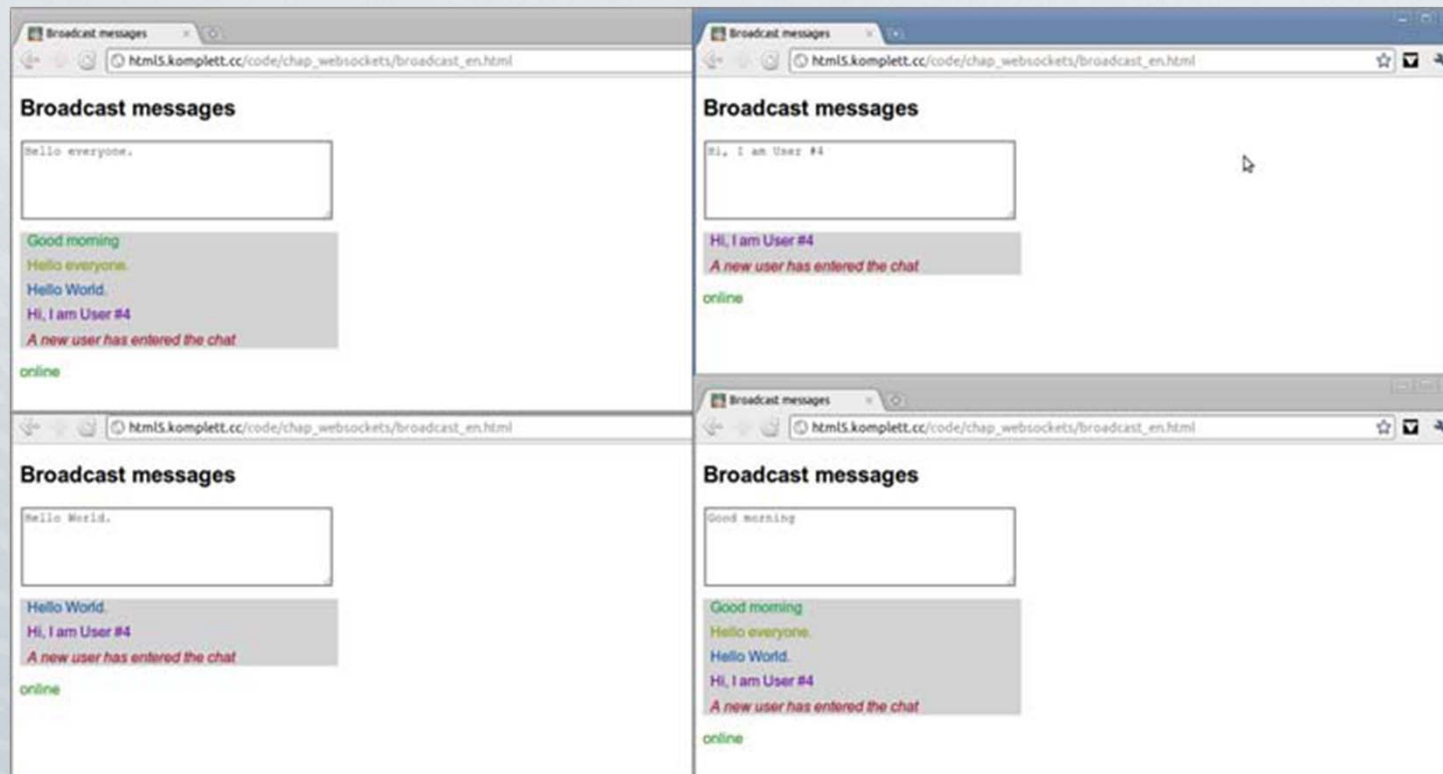 Broadcast messages
html5.komplett.cc/code/chap_websockets/broadcast_en.html
Broadcast messages
Hello everyone.
Good morning
Hello everyone.
Hello World.
Hi, I am User #4
A new user has entered the chat
online
Broadcast messages
html5.komplett.cc/code/chap_websockets/broadcast_en.html
Broadcast messages
Hi, I am User #4
Hi, I am User #4
A new user has entered the chat
online
html5.komplett.cc/code/chap_websockets/broadcast_en.html
Broadcast messages
Hello World.
Hello World.
Hi, I am User #4
A new user has entered the chat
online
Broadcast messages
html5.komplett.cc/code/chap_websockets/broadcast_en.html
Broadcast messages
Good morning
Good morning
Hello everyone.
Hello World.
Hi, I am User #4
A new user has entered the chat
online